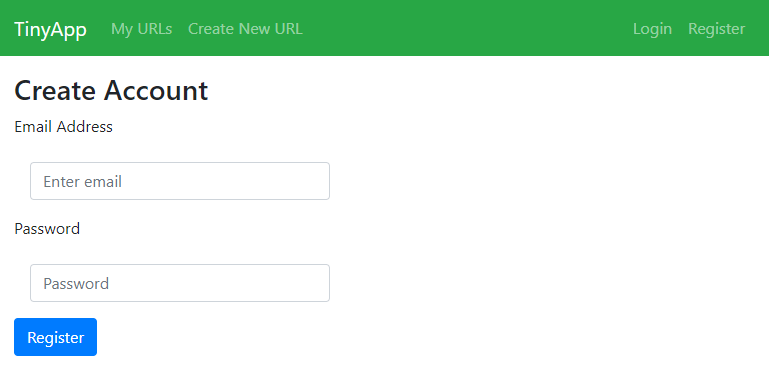 TinyApp My URLs Create New URL Login Register
Create Account
Email Address
Enter email
Password
Password
Register